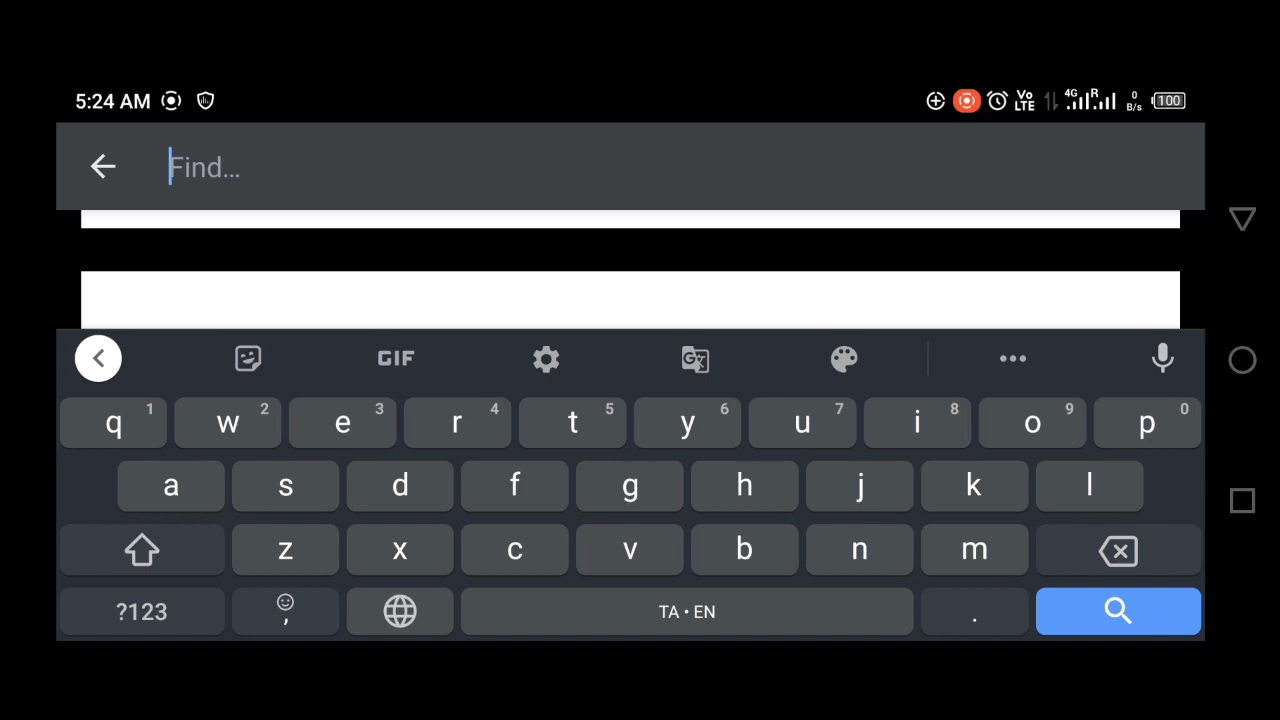 5:24 AM
Vo LTE 4G R 0 B/s 100
Find...
GIF
q 1 w 2 e 3 r 4 t 5 y 6 u 7 i 8 o 9 p 0
a s d f g h j k l
z x c v b n m
?123 , TA • EN .